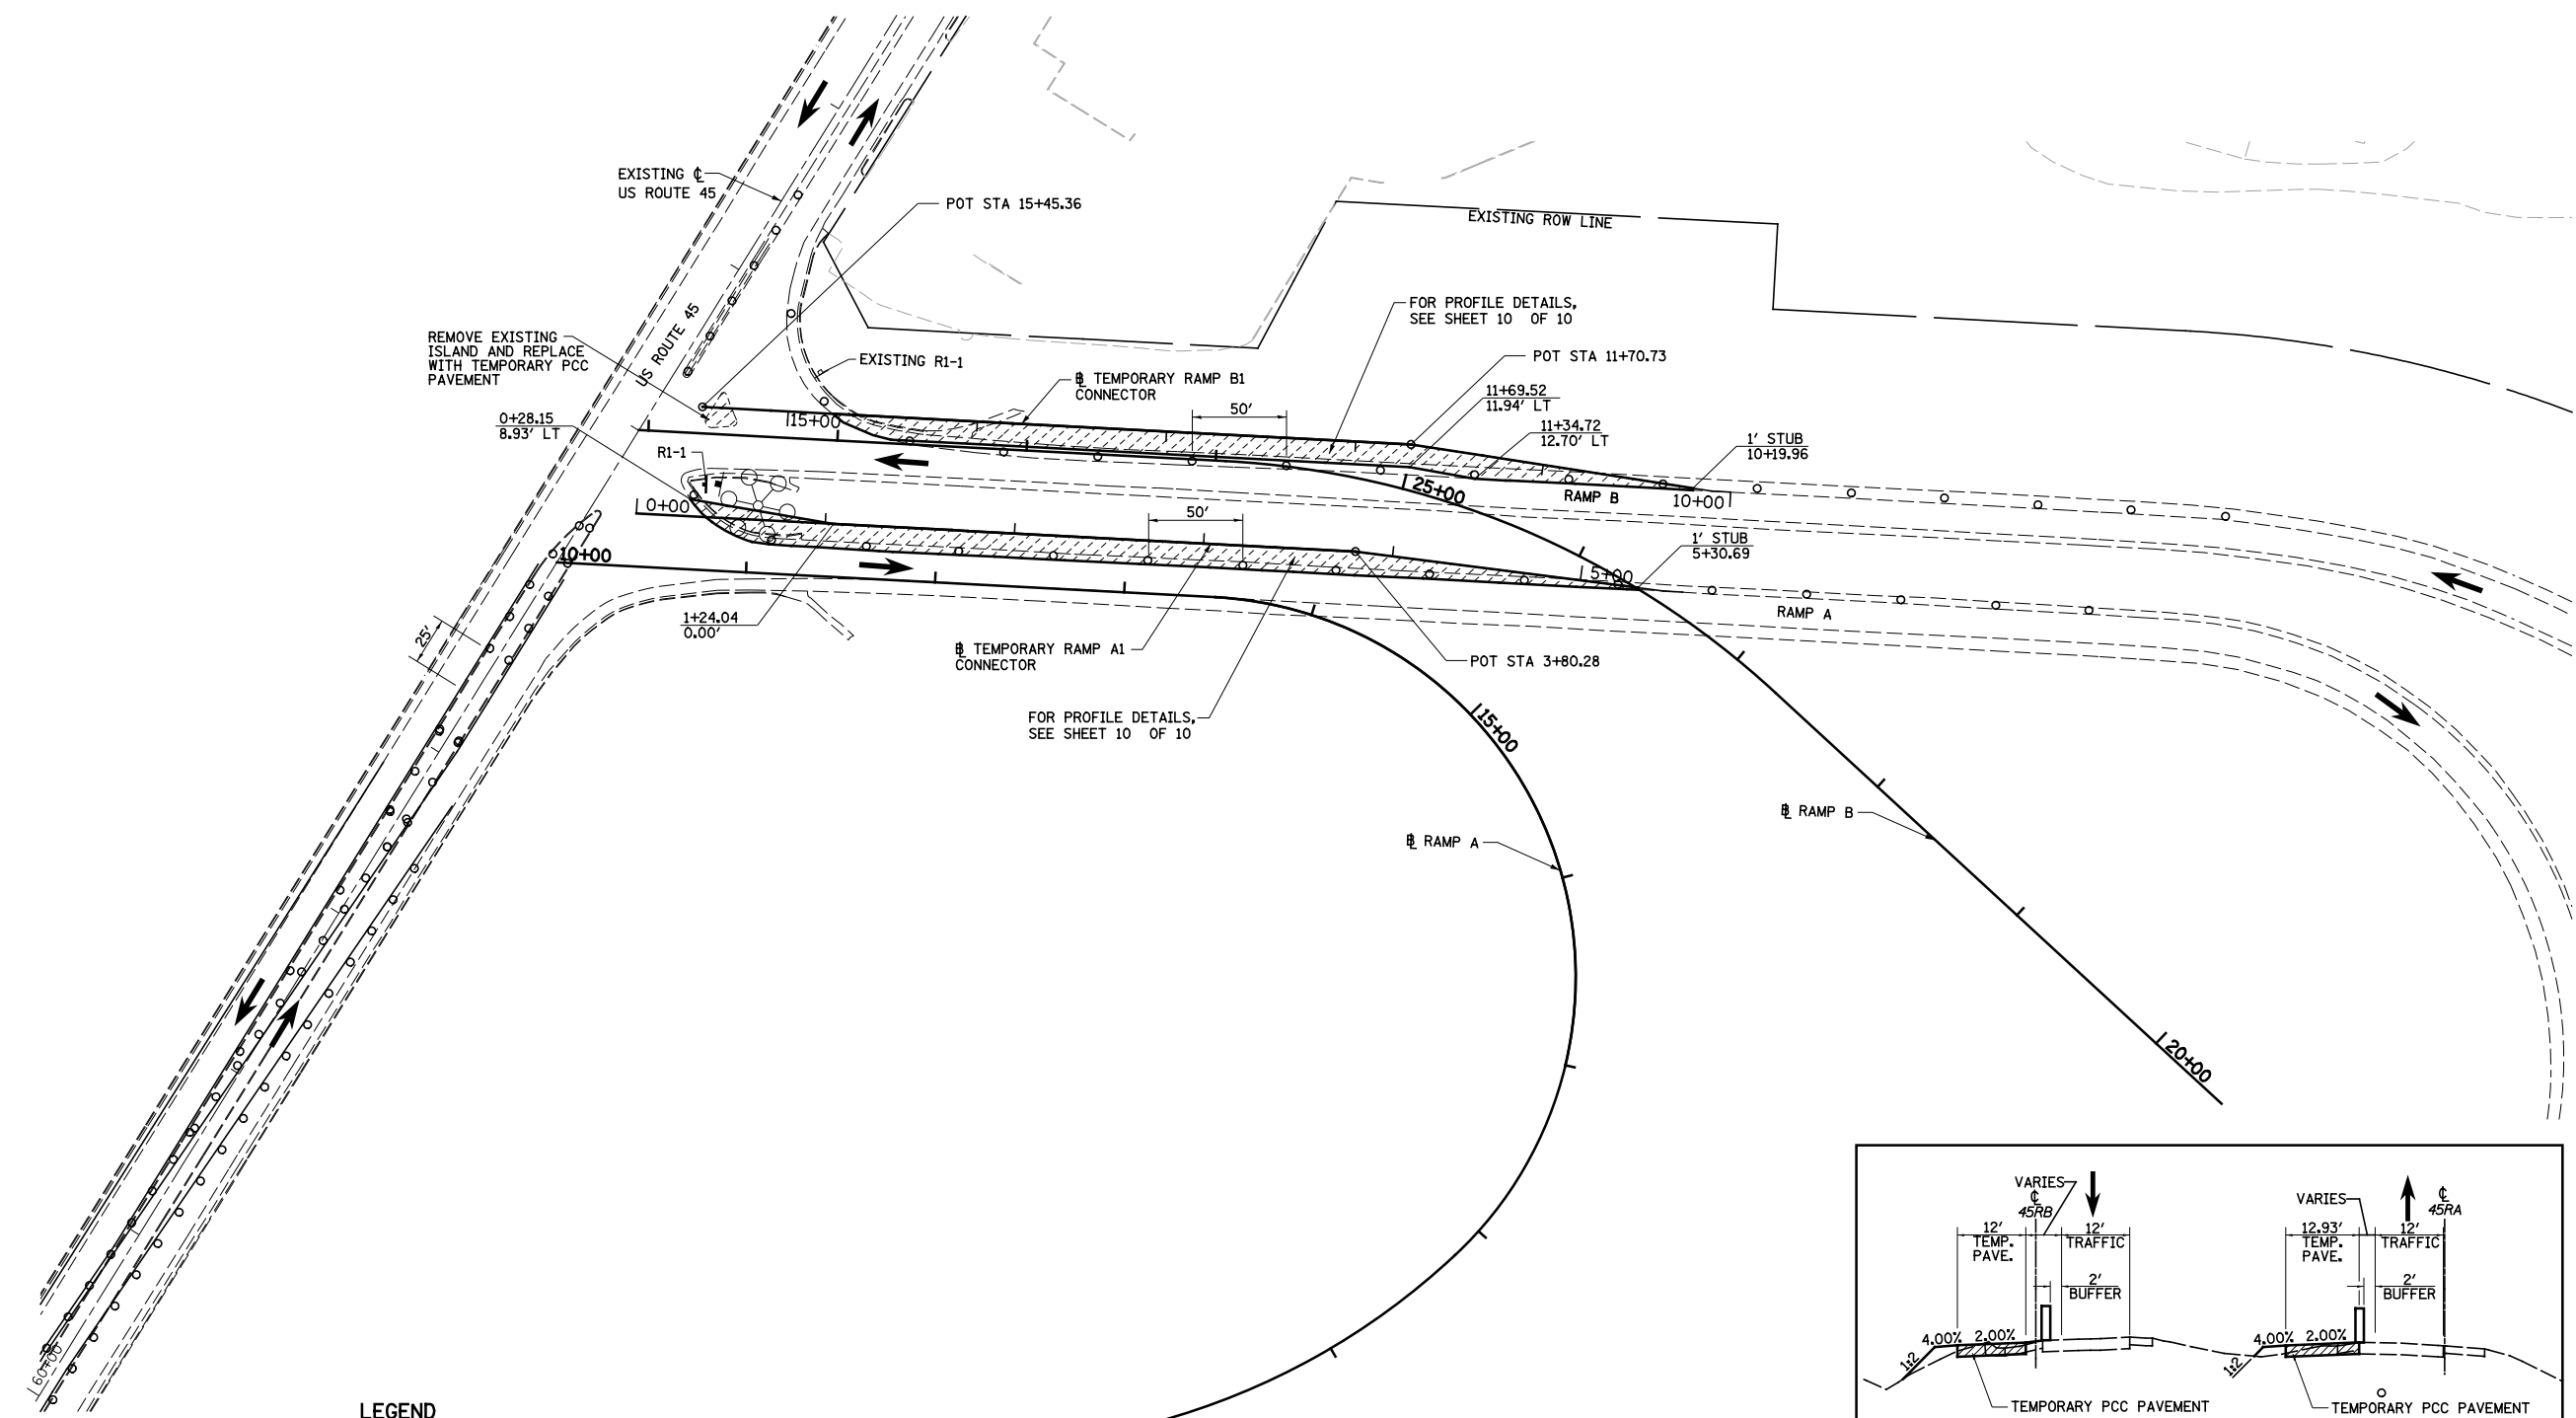 EXISTING ℄
US ROUTE 45
POT STA 15+45.36
EXISTING ROW LINE
FOR PROFILE DETAILS,
SEE SHEET 10 OF 10
REMOVE EXISTING
ISLAND AND REPLACE
WITH TEMPORARY PCC
PAVEMENT
US ROUTE 45
EXISTING R1-1
POT STA 11+70.73
BL TEMPORARY RAMP B1
CONNECTOR
11+69.52
11.94' LT
50'
0+28.15
8.93' LT
15+00
11+34.72
12.70' LT
1' STUB
10+19.96
R1-1
25+00
RAMP B
10+00
0+00
50'
10+00
1' STUB
5+30.69
5+00
RAMP A
25'
1+24.04
0.00'
BL TEMPORARY RAMP A1
CONNECTOR
POT STA 3+80.28
FOR PROFILE DETAILS,
SEE SHEET 10 OF 10
15+00
BL RAMP A
BL RAMP B
20+00
60+00
LEGEND
VARIES
℄
45RB
12'
TEMP.
PAVE.
12'
TRAFFIC
2'
BUFFER
4.00% 2.00%
1:2
TEMPORARY PCC PAVEMENT
VARIES
℄
45RA
12.93'
TEMP.
PAVE.
12'
TRAFFIC
2'
BUFFER
4.00% 2.00%
1:2
TEMPORARY PCC PAVEMENT